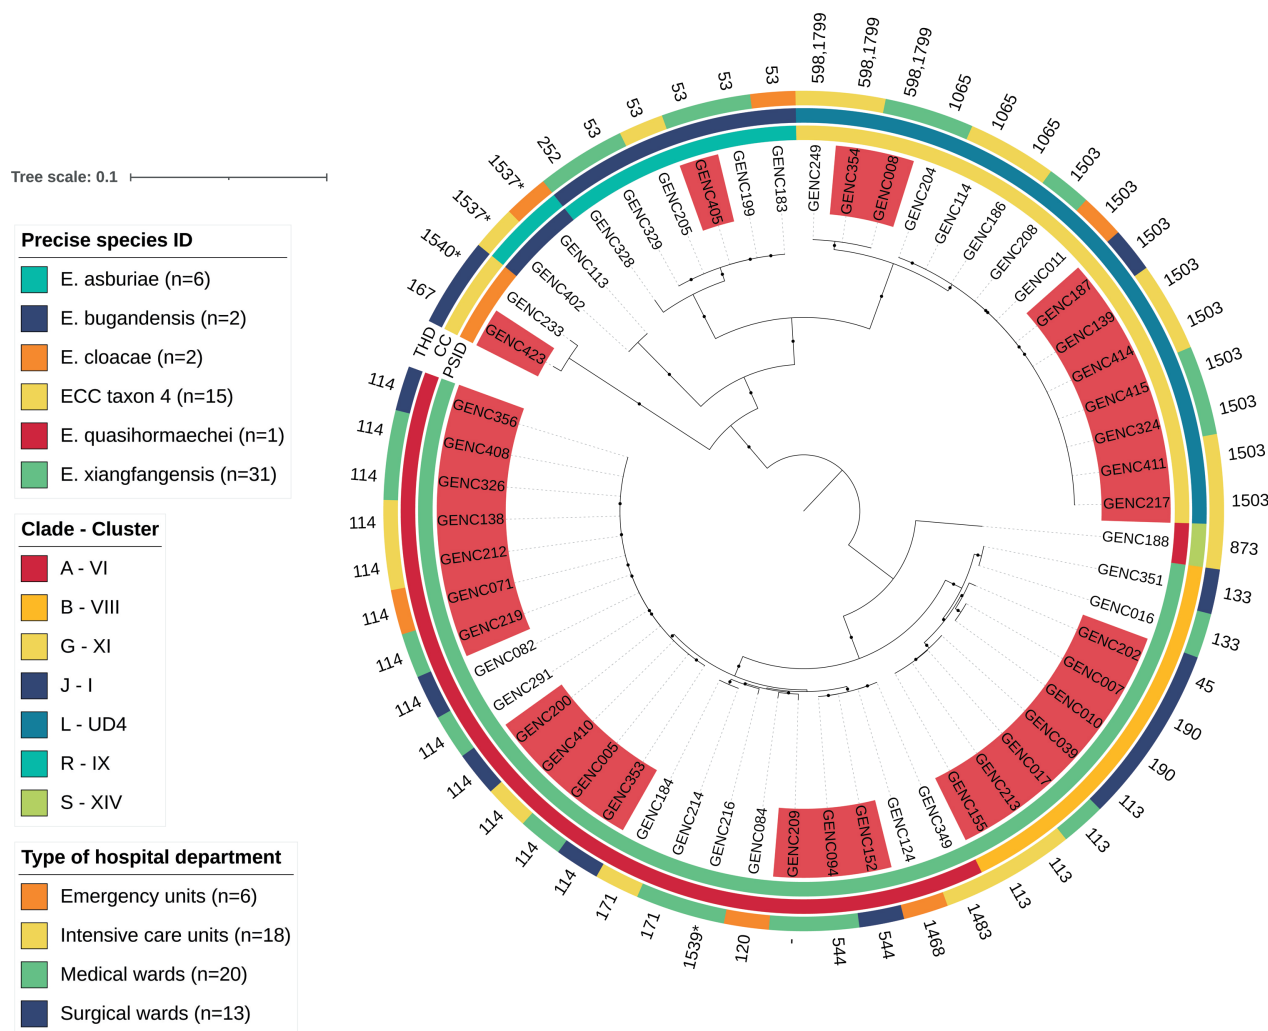 Tree scale: 0.1
Precise species ID
E. asburiae (n=6)
E. bugandensis (n=2)
E. cloacae (n=2)
ECC taxon 4 (n=15)
E. quasihormaechei (n=1)
E. xiangfangensis (n=31)
Clade - Cluster
A - VI
B - VIII
G - XI
J - I
L - UD4
R - IX
S - XIV
Type of hospital department
Emergency units (n=6)
Intensive care units (n=18)
Medical wards (n=20)
Surgical wards (n=13)
THD
CC
PSID
167
1540*
1537*
1537*
252
53
53
53
53
53
598,1799
598,1799
598,1799
1065
1065
1065
1503
1503
1503
1503
1503
1503
1503
1503
1503
873
133
133
45
190
190
113
113
113
113
1483
1468
544
544
-
120
1539*
171
171
114
114
114
114
114
114
114
114
114
114
114
114
114
GENC423
GENC233
GENC402
GENC113
GENC328
GENC329
GENC205
GENC405
GENC199
GENC183
GENC249
GENC354
GENC008
GENC204
GENC114
GENC186
GENC208
GENC011
GENC187
GENC139
GENC414
GENC415
GENC324
GENC411
GENC217
GENC188
GENC351
GENC016
GENC202
GENC007
GENC010
GENC039
GENC017
GENC213
GENC155
GENC349
GENC124
GENC152
GENC094
GENC209
GENC084
GENC216
GENC214
GENC184
GENC353
GENC005
GENC410
GENC200
GENC291
GENC082
GENC219
GENC071
GENC212
GENC138
GENC326
GENC408
GENC356